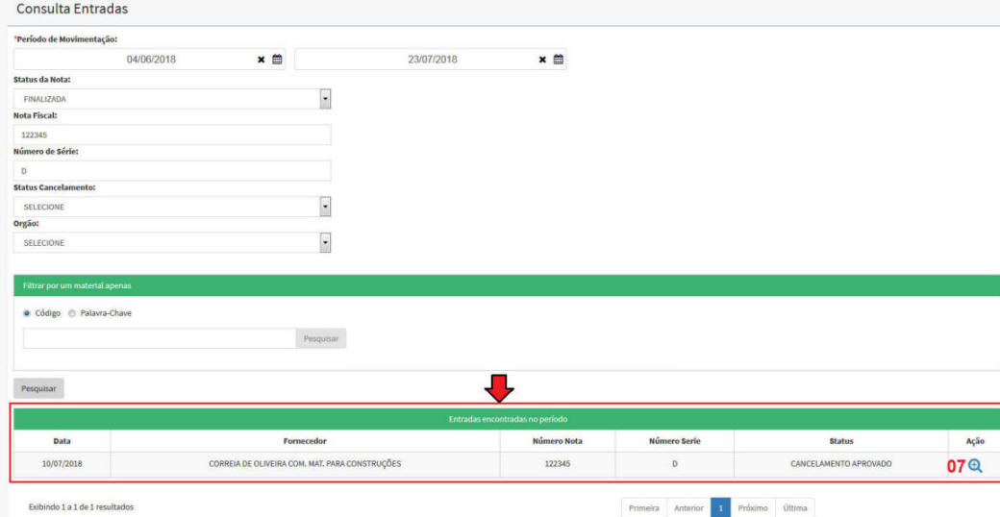 Consulta Entradas
*Período de Movimentação:
04/06/2018 23/07/2018
Status da Nota:
FINALIZADA
Nota Fiscal:
122345
Número de Série:
D
Status Cancelamento:
SELECIONE
Orgão:
SELECIONE
Filtrar por um material apenas
Código Palavra-Chave
Pesquisar
Pesquisar
Entradas encontradas no período
Data Fornecedor Número Nota Número Serie Status Ação
10/07/2018 CORREIA DE OLIVEIRA COM. MAT. PARA CONSTRUÇÕES 122345 D CANCELAMENTO APROVADO 07
Exibindo 1 a 1 de 1 resultados Primeira Anterior 1 Próximo Última